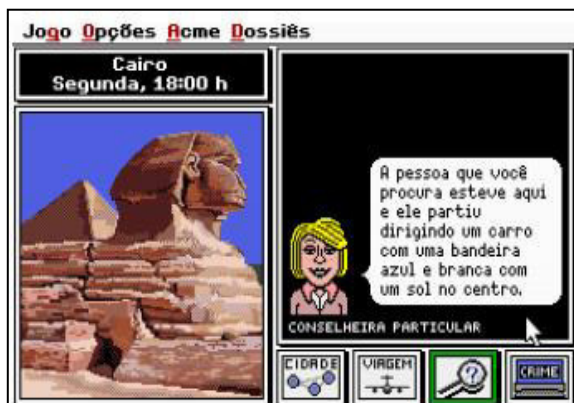 Jogo Opções Acme Dossiês
Cairo
Segunda, 18:00 h
A pessoa que você
procura esteve aqui
e ele partiu
dirigindo um carro
com uma bandeira
azul e branca com
um sol no centro.
CONSELHEIRA PARTICULAR
CIDADE
VIAGEM
?
CRIME